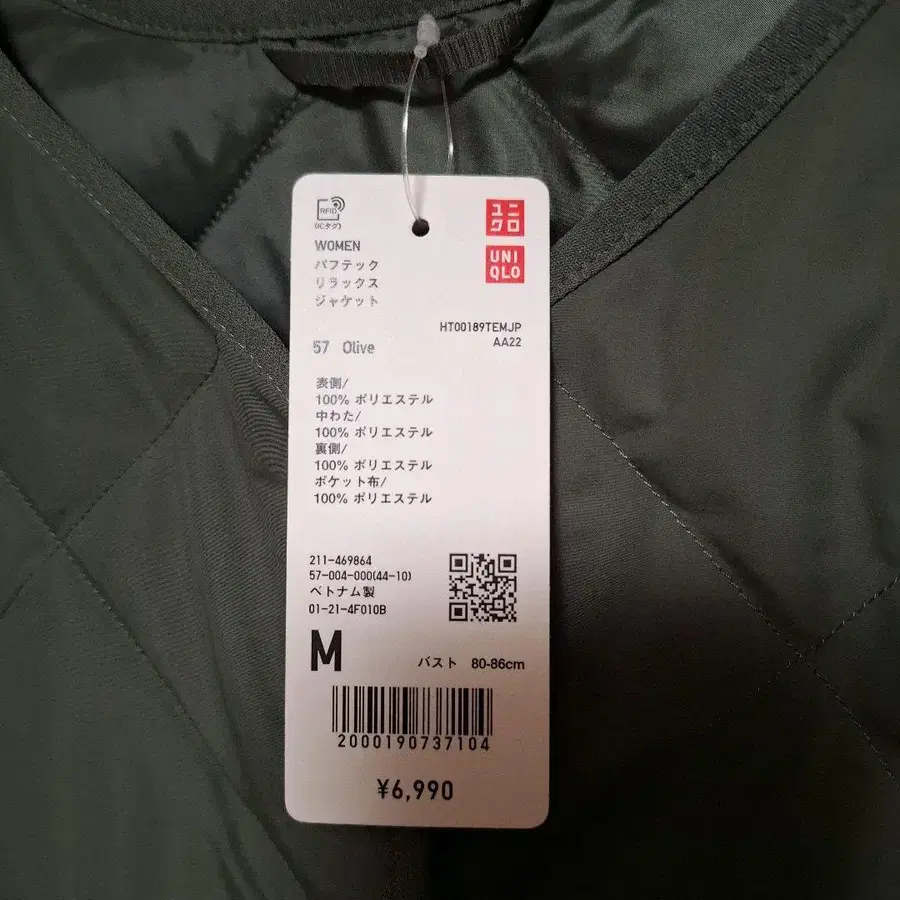 RFID
(ICタグ)
ユニ
クロ
UNI
QLO
WOMEN
パフテック
リラックス
ジャケット
HT00189TEMJP
AA22
57 Olive
表側/
100% ポリエステル
中わた/
100% ポリエステル
裏側/
100% ポリエステル
ポケット布/
100% ポリエステル
211-469864
57-004-000(44-10)
ベトナム製
01-21-4F010B
M
バスト 80-86cm
2000190737104
¥6,990